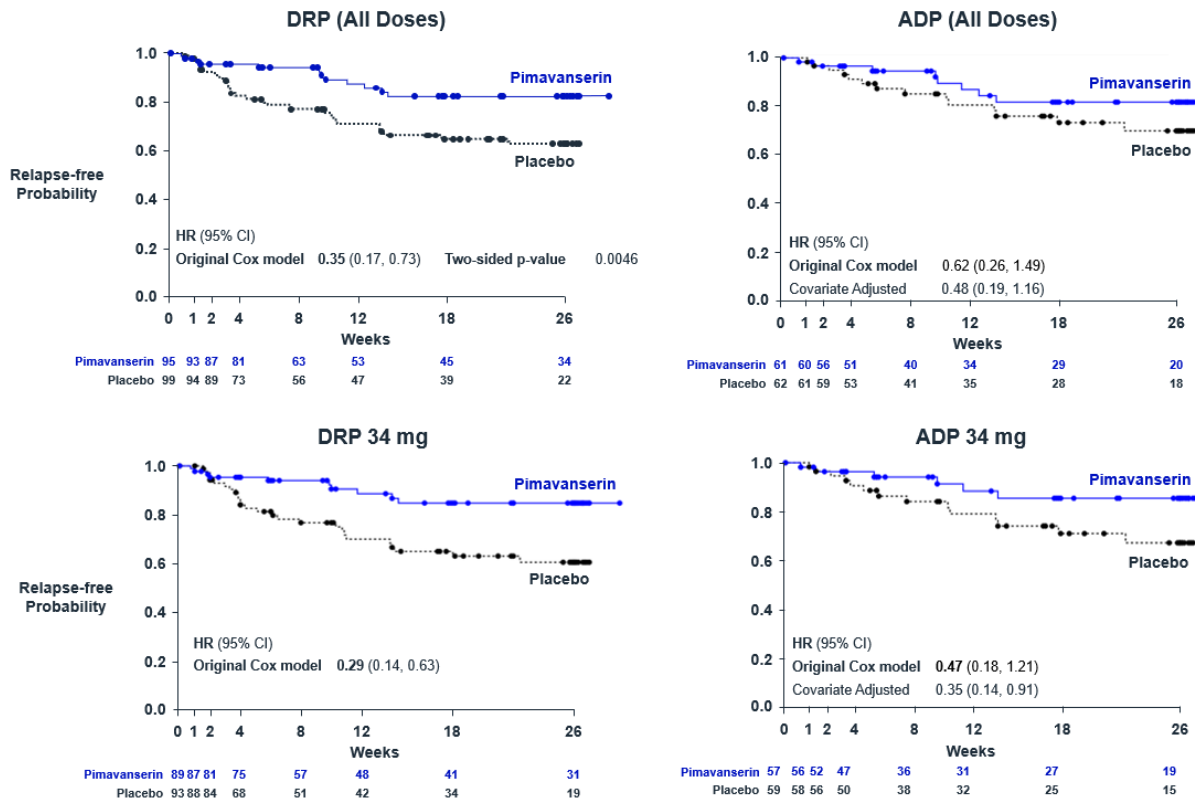 DRP (All Doses)
1.0
0.8
0.6
0.4
0.2
0.0
Relapse-free
Probability
Pimavanserin
Placebo
HR (95% CI)
Original Cox model 0.35 (0.17, 0.73) Two-sided p-value 0.0046
0 1 2 4 8 12 18 26
Weeks
Pimavanserin 95 93 87 81 63 53 45 34
Placebo 99 94 89 73 56 47 39 22
ADP (All Doses)
1.0
0.8
0.6
0.4
0.2
0.0
Pimavanserin
Placebo
HR (95% CI)
Original Cox model 0.62 (0.26, 1.49)
Covariate Adjusted 0.48 (0.19, 1.16)
0 1 2 4 8 12 18 26
Weeks
Pimavanserin 61 60 56 51 40 34 29 20
Placebo 62 61 59 53 41 35 28 18
DRP 34 mg
1.0
0.8
0.6
0.4
0.2
0.0
Relapse-free
Probability
Pimavanserin
Placebo
HR (95% CI)
Original Cox model 0.29 (0.14, 0.63)
0 1 2 4 8 12 18 26
Weeks
Pimavanserin 89 87 81 75 57 48 41 31
Placebo 93 88 84 68 51 42 34 19
ADP 34 mg
1.0
0.8
0.6
0.4
0.2
0.0
Pimavanserin
Placebo
HR (95% CI)
Original Cox model 0.47 (0.18, 1.21)
Covariate Adjusted 0.35 (0.14, 0.91)
0 1 2 4 8 12 18 26
Weeks
Pimavanserin 57 56 52 47 36 31 27 19
Placebo 59 58 56 50 38 32 25 15